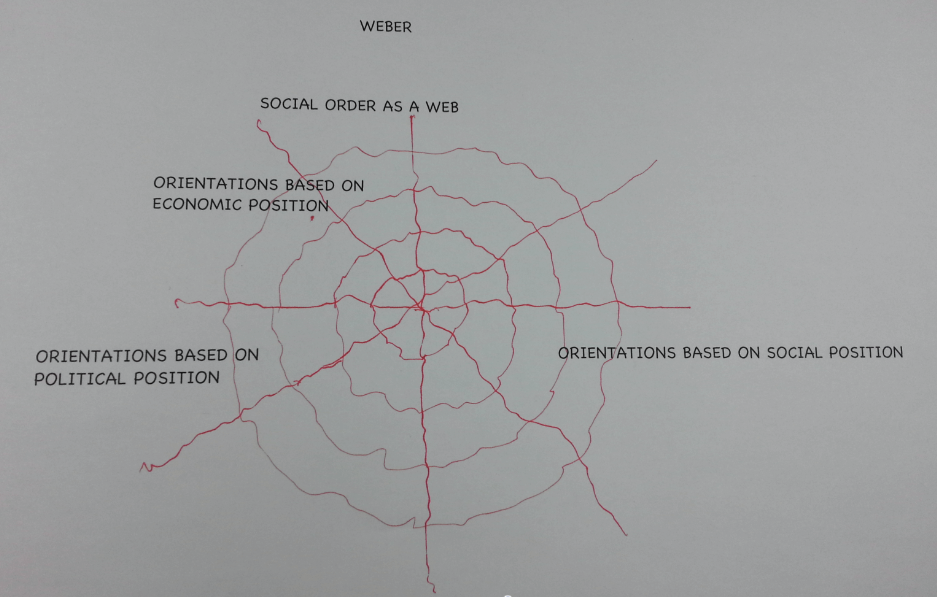 WEBER
SOCIAL ORDER AS A WEB
ORIENTATIONS BASED ON
ECONOMIC POSITION
ORIENTATIONS BASED ON
POLITICAL POSITION
ORIENTATIONS BASED ON SOCIAL POSITION